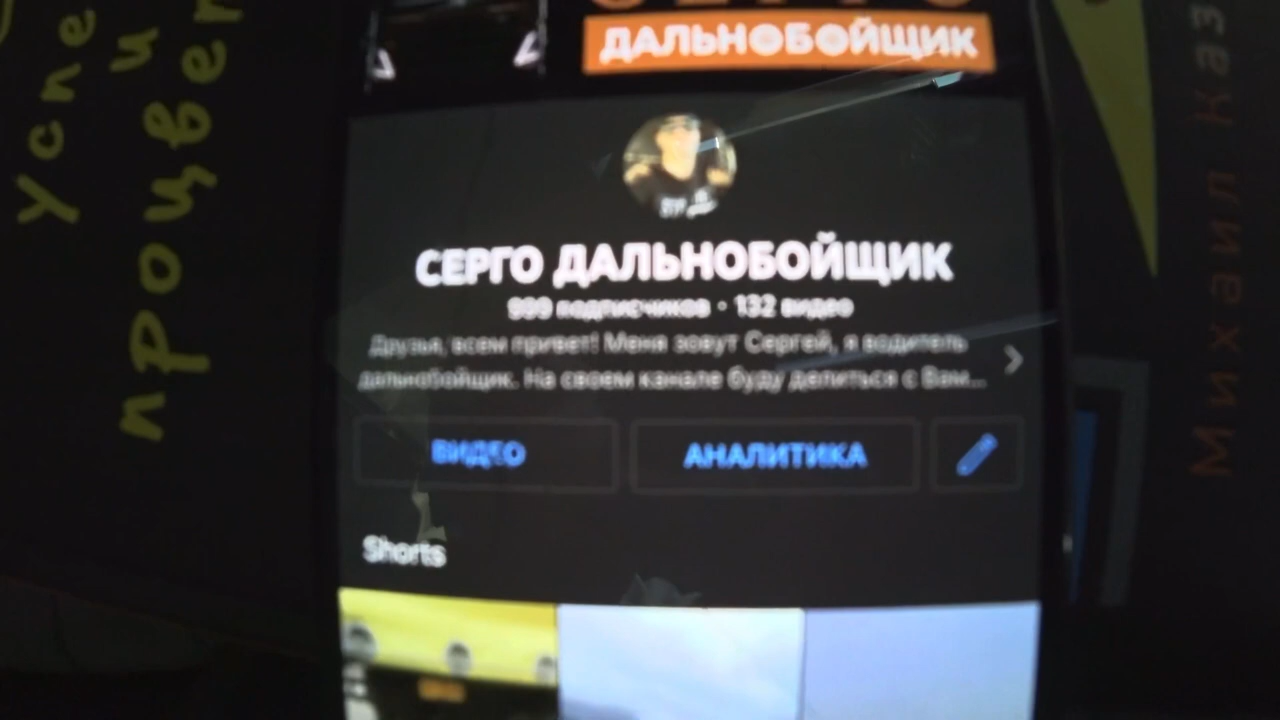 ДАЛЬНОБОЙЩИК
СЕРГО ДАЛЬНОБОЙЩИК
999 подписчиков · 132 видео
Друзья, всем привет! Меня зовут Сергей, я водитель
дальнобойщик. На своем канале буду делиться с Вам...
ВИДЕО
АНАЛИТИКА
Shorts
Успе
и
процвет
Михаил Каз